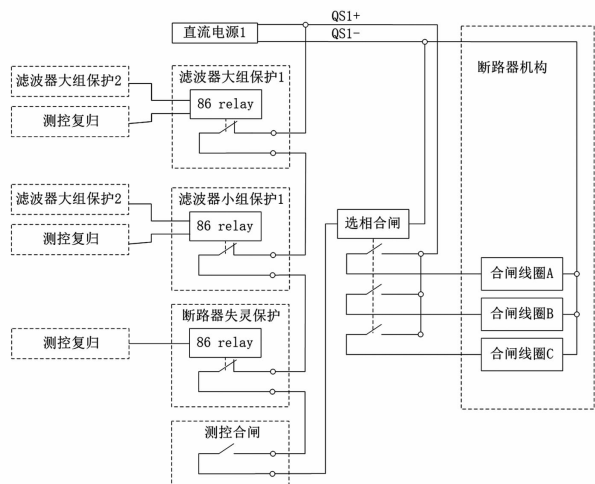 直流电源1
QS1+
QS1-
断路器机构
滤波器大组保护2
测控复归
滤波器大组保护1
86 relay
滤波器大组保护2
测控复归
滤波器小组保护1
86 relay
选相合闸
合闸线圈A
合闸线圈B
合闸线圈C
断路器失灵保护
测控复归
86 relay
测控合闸